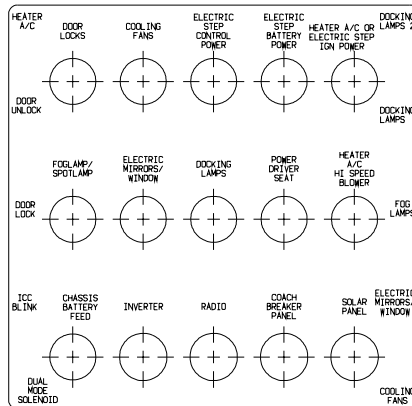 HEATER
A/C
DOOR
LOCKS
COOLING
FANS
ELECTRIC
STEP
CONTROL
POWER
ELECTRIC
STEP
BATTERY
POWER
HEATER A/C OR
ELECTRIC STEP
IGN POWER
DOCKING
LAMPS 2
DOOR
UNLOCK
DOCKING
LAMPS
FOGLAMP/
SPOTLAMP
ELECTRIC
MIRRORS/
WINDOW
DOCKING
LAMPS
POWER
DRIVER
SEAT
HEATER
A/C
HI SPEED
BLOWER
DOOR
LOCK
FOG
LAMPS
ICC
BLINK
CHASSIS
BATTERY
FEED
INVERTER
RADIO
COACH
BREAKER
PANEL
SOLAR
PANEL
ELECTRIC
MIRRORS/
WINDOW
DUAL
MODE
SOLENOID
COOLING
FANS